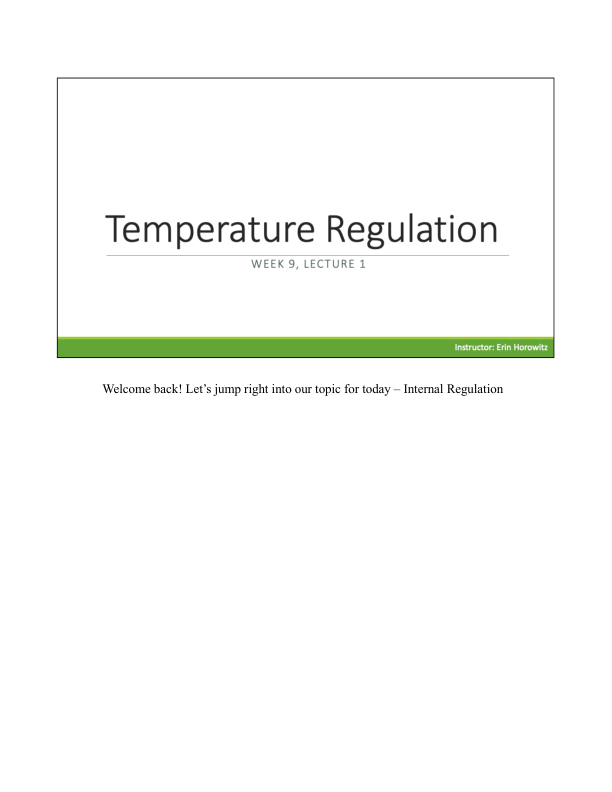 Temperature Regulation
WEEK 9, LECTURE 1
Instructor: Erin Horowitz
Welcome back! Let’s jump right into our topic for today – Internal Regulation